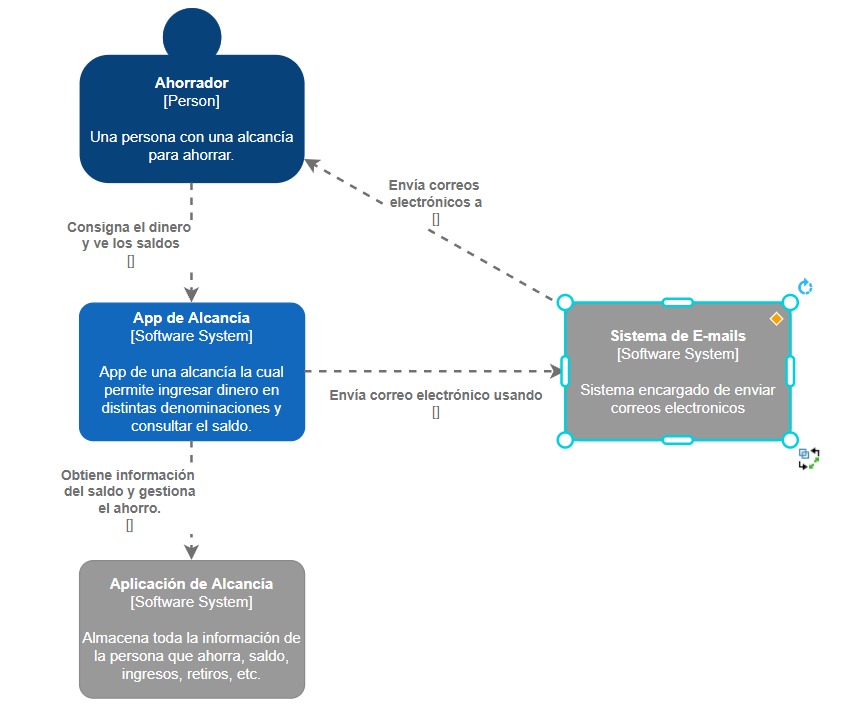 Ahorrador
[Person]
Una persona con una alcancía
para ahorrar.
Envía correos
electrónicos a
[]
Consigna el dinero
y ve los saldos
[]
App de Alcancía
[Software System]
App de una alcancía la cual
permite ingresar dinero en
distintas denominaciones y
consultar el saldo.
Sistema de E-mails
[Software System]
Sistema encargado de enviar
correos electronicos
Envía correo electrónico usando
[]
Obtiene información
del saldo y gestiona
el ahorro.
[]
Aplicación de Alcancía
[Software System]
Almacena toda la información de
la persona que ahorra, saldo,
ingresos, retiros, etc.